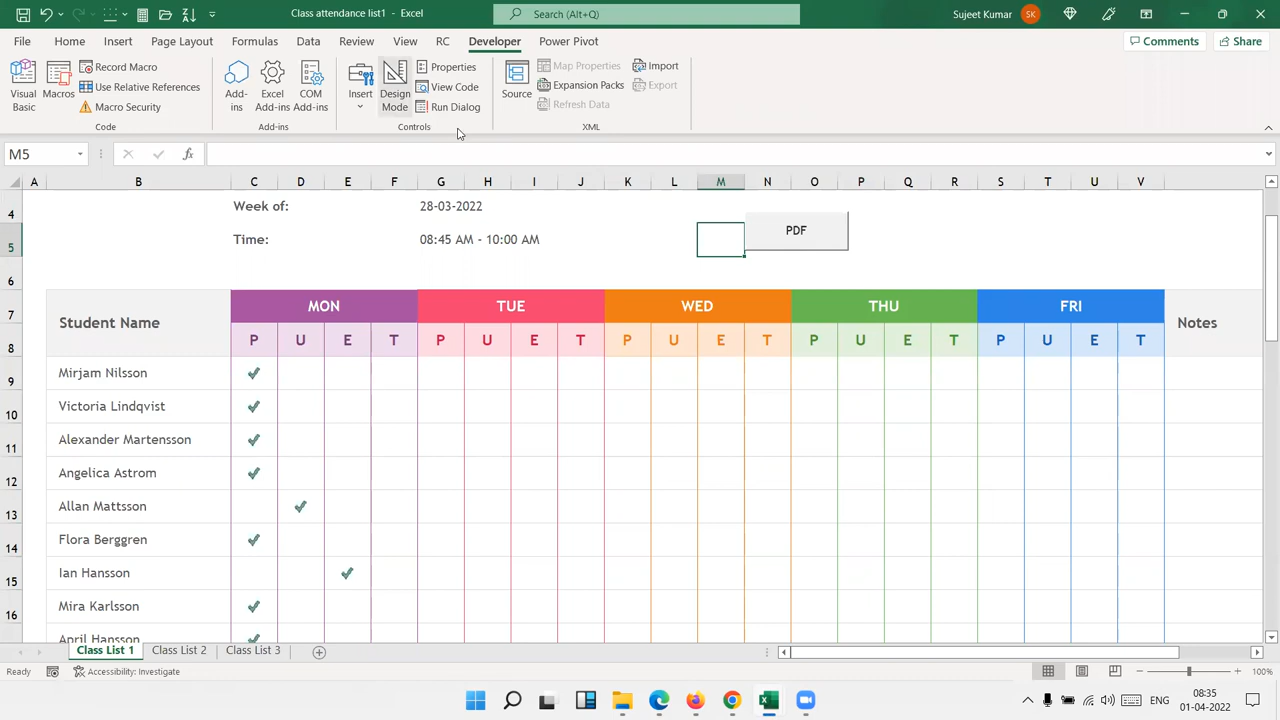 Class attendance list1 - Excel
Search (Alt+Q)
Sujeet Kumar
SK
File Home Insert Page Layout Formulas Data Review View RC Developer Power Pivot
Comments Share
Visual Basic
Macros
Record Macro
Use Relative References
Macro Security
Code
Add-ins
Excel Add-ins
COM Add-ins
Add-ins
Insert
Design Mode
Properties
View Code
Run Dialog
Controls
Source
Map Properties
Expansion Packs
Refresh Data
Import
Export
XML
M5
fx
A B C D E F G H I J K L M N O P Q R S T U V
4 Week of: 28-03-2022
5 Time: 08:45 AM - 10:00 AM PDF
6
7 Student Name MON TUE WED THU FRI Notes
8 P U E T P U E T P U E T P U E T P U E T
9 Mirjam Nilsson
10 Victoria Lindqvist
11 Alexander Martensson
12 Angelica Astrom
13 Allan Mattsson
14 Flora Berggren
15 Ian Hansson
16 Mira Karlsson
April Hansson
Class List 1 Class List 2 Class List 3
Ready Accessibility: Investigate 100%
ENG
08:35
01-04-2022